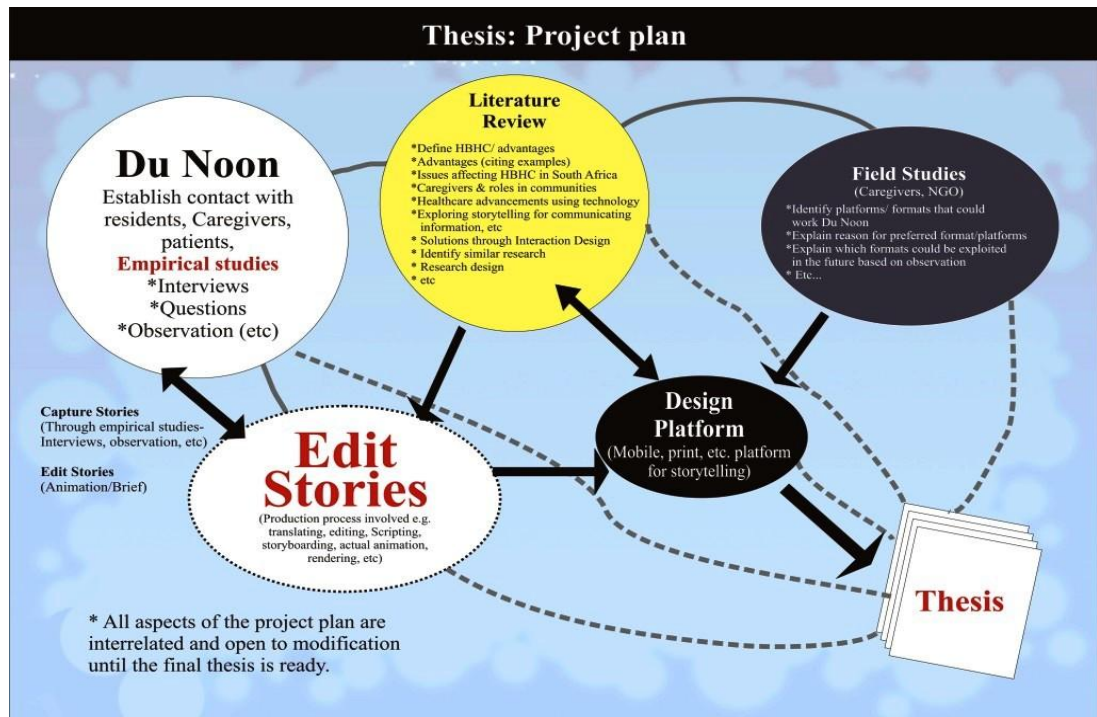 Thesis: Project plan
Du Noon
Establish contact with
residents, Caregivers,
patients,
Empirical studies
*Interviews
*Questions
*Observation (etc)
Literature
Review
*Define HBHC/ advantages
*Advantages (citing examples)
*Issues affecting HBHC in South Africa
*Caregivers & roles in communities
*Healthcare advancements using technology
*Exploring storytelling for communicating
information, etc
* Solutions through Interaction Design
* Identify similar research
* Research design
* etc
Field Studies
(Caregivers, NGO)
*Identify platforms/ formats that could
work Du Noon
*Explain reason for preferred format/platforms
*Explain which formats could be exploited
in the future based on observation
* Etc...
Capture Stories
(Through empirical studies-
Interviews, observation, etc)
Edit Stories
(Animation/Brief)
Edit
Stories
(Production process involved e.g.
translating, editing, Scripting,
storyboarding, actual animation,
rendering, etc)
Design
Platform
(Mobile, print, etc. platform
for storytelling)
Thesis
* All aspects of the project plan are
interrelated and open to modification
until the final thesis is ready.